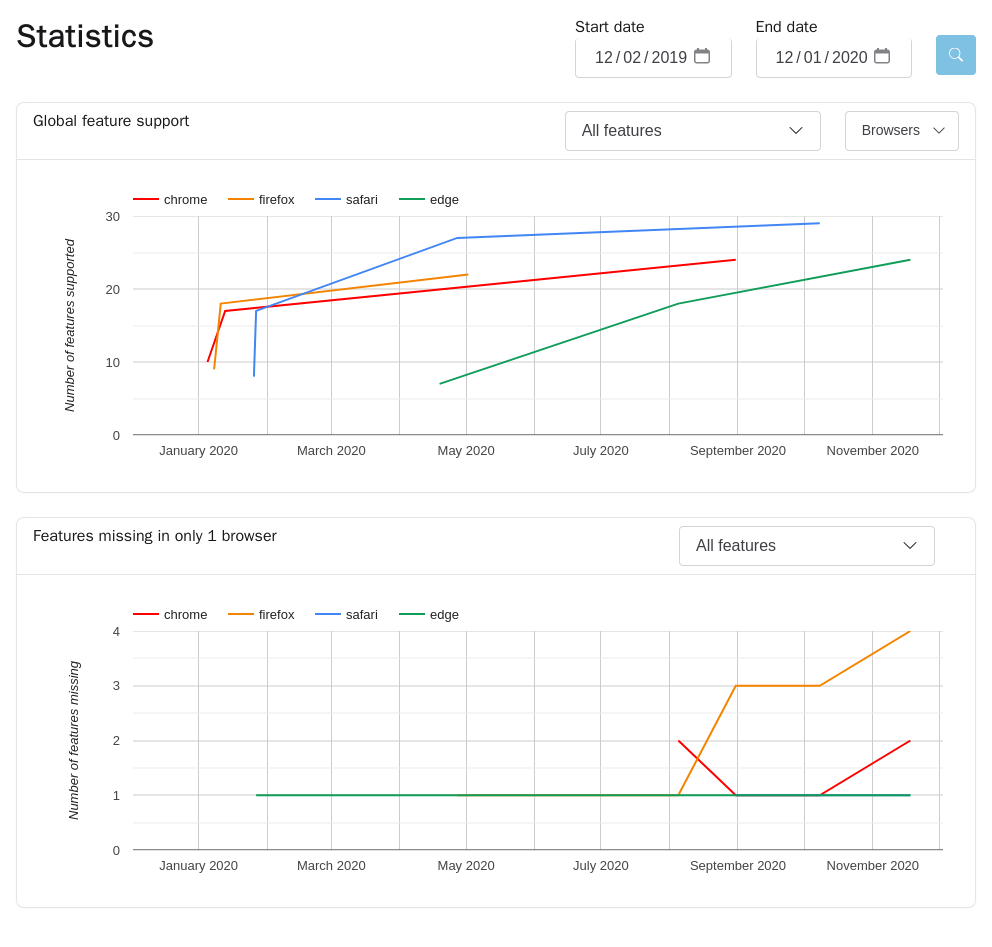 Statistics
Start date
End date
12/02/2019
12/01/2020
Global feature support
All features
Browsers
chrome
firefox
safari
edge
Number of features supported
30
20
10
0
January 2020
March 2020
May 2020
July 2020
September 2020
November 2020
Features missing in only 1 browser
All features
chrome
firefox
safari
edge
Number of features missing
4
3
2
1
0
January 2020
March 2020
May 2020
July 2020
September 2020
November 2020